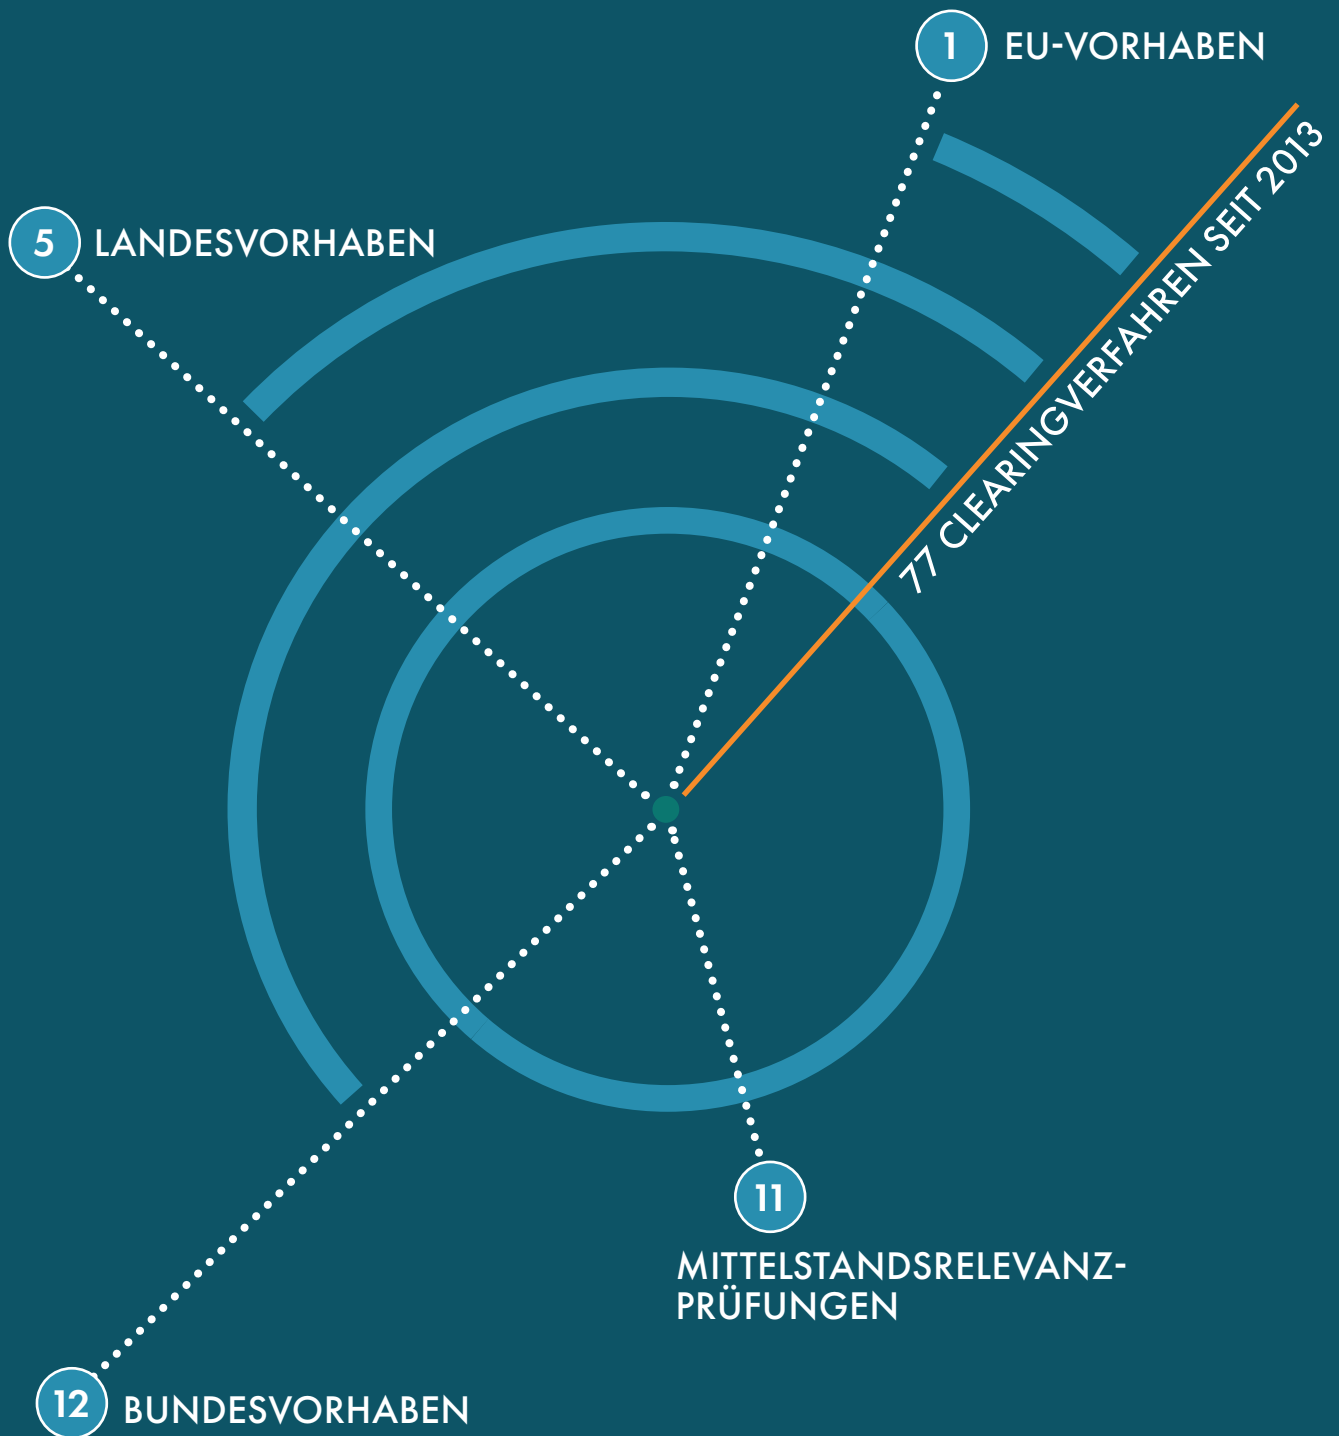 1 EU-VORHABEN
5 LANDESVORHABEN
77 CLEARINGVERFAHREN SEIT 2013
11
MITTELSTANDSRELEVANZ-
PRÜFUNGEN
12 BUNDESVORHABEN